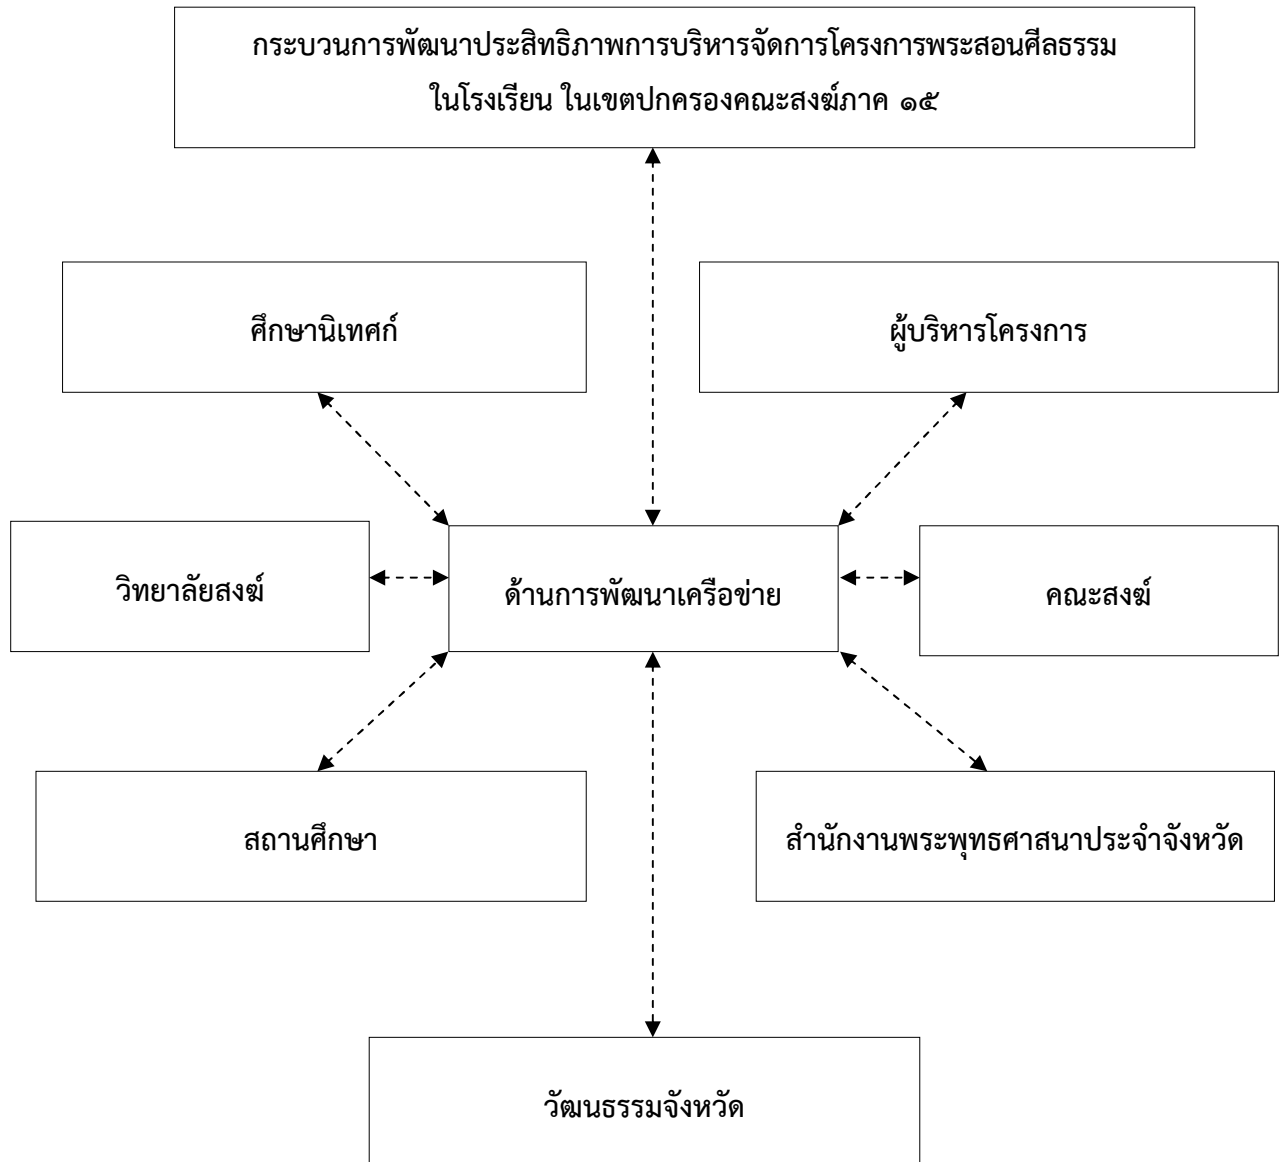 กระบวนการพัฒนาประสิทธิภาพการบริหารจัดการโครงการพระสอนศีลธรรม
ในโรงเรียน ในเขตปกครองคณะสงฆ์ภาค ๑๕
ศึกษานิเทศก์
ผู้บริหารโครงการ
วิทยาลัยสงฆ์
ด้านการพัฒนาเครือข่าย
คณะสงฆ์
สถานศึกษา
สำนักงานพระพุทธศาสนาประจำจังหวัด
วัฒนธรรมจังหวัด